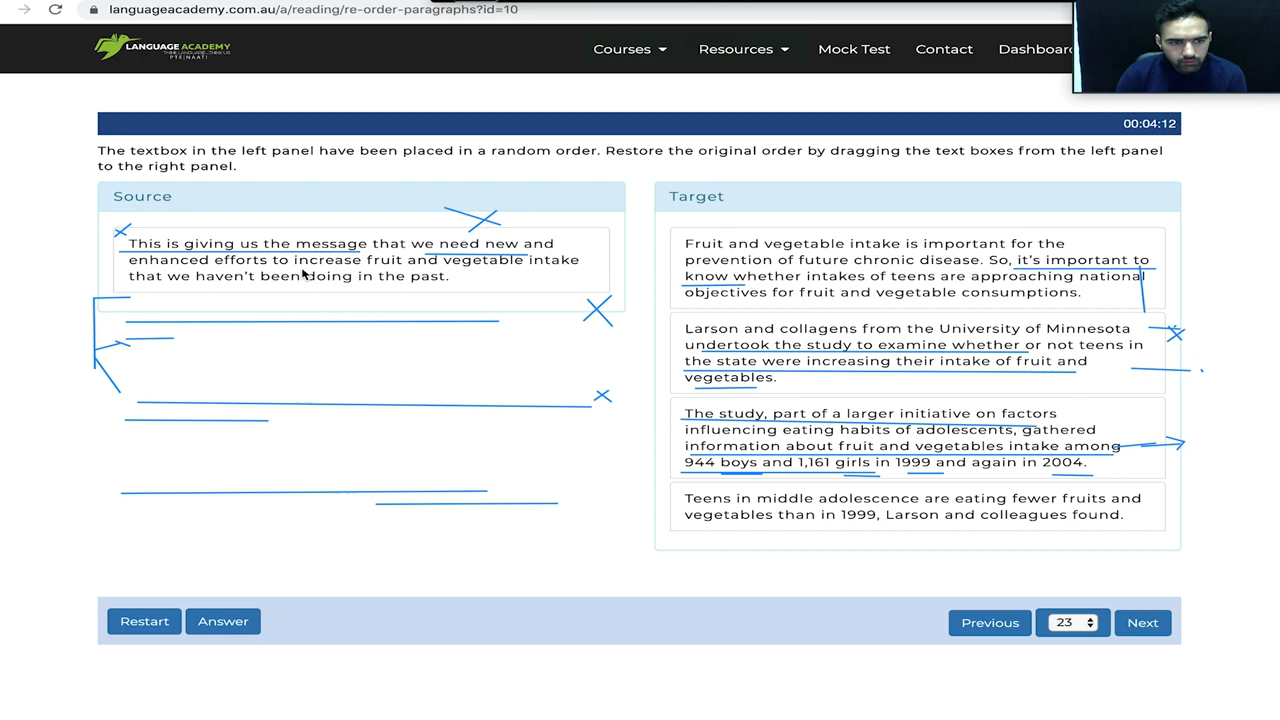 languageacademy.com.au/a/reading/re-order-paragraphs?id=10
LANGUAGE ACADEMY
THINK LANGUAGE - THINK US
PTE|NAATI
Courses Resources Mock Test Contact Dashboard
00:04:12
The textbox in the left panel have been placed in a random order. Restore the original order by dragging the text boxes from the left panel
to the right panel.
Source
This is giving us the message that we need new and
enhanced efforts to increase fruit and vegetable intake
that we haven't been doing in the past.
Target
Fruit and vegetable intake is important for the
prevention of future chronic disease. So, it's important to
know whether intakes of teens are approaching national
objectives for fruit and vegetable consumptions.
Larson and collagens from the University of Minnesota
undertook the study to examine whether or not teens in
the state were increasing their intake of fruit and
vegetables.
The study, part of a larger initiative on factors
influencing eating habits of adolescents, gathered
information about fruit and vegetables intake among
944 boys and 1,161 girls in 1999 and again in 2004.
Teens in middle adolescence are eating fewer fruits and
vegetables than in 1999, Larson and colleagues found.
Restart Answer Previous 23 Next